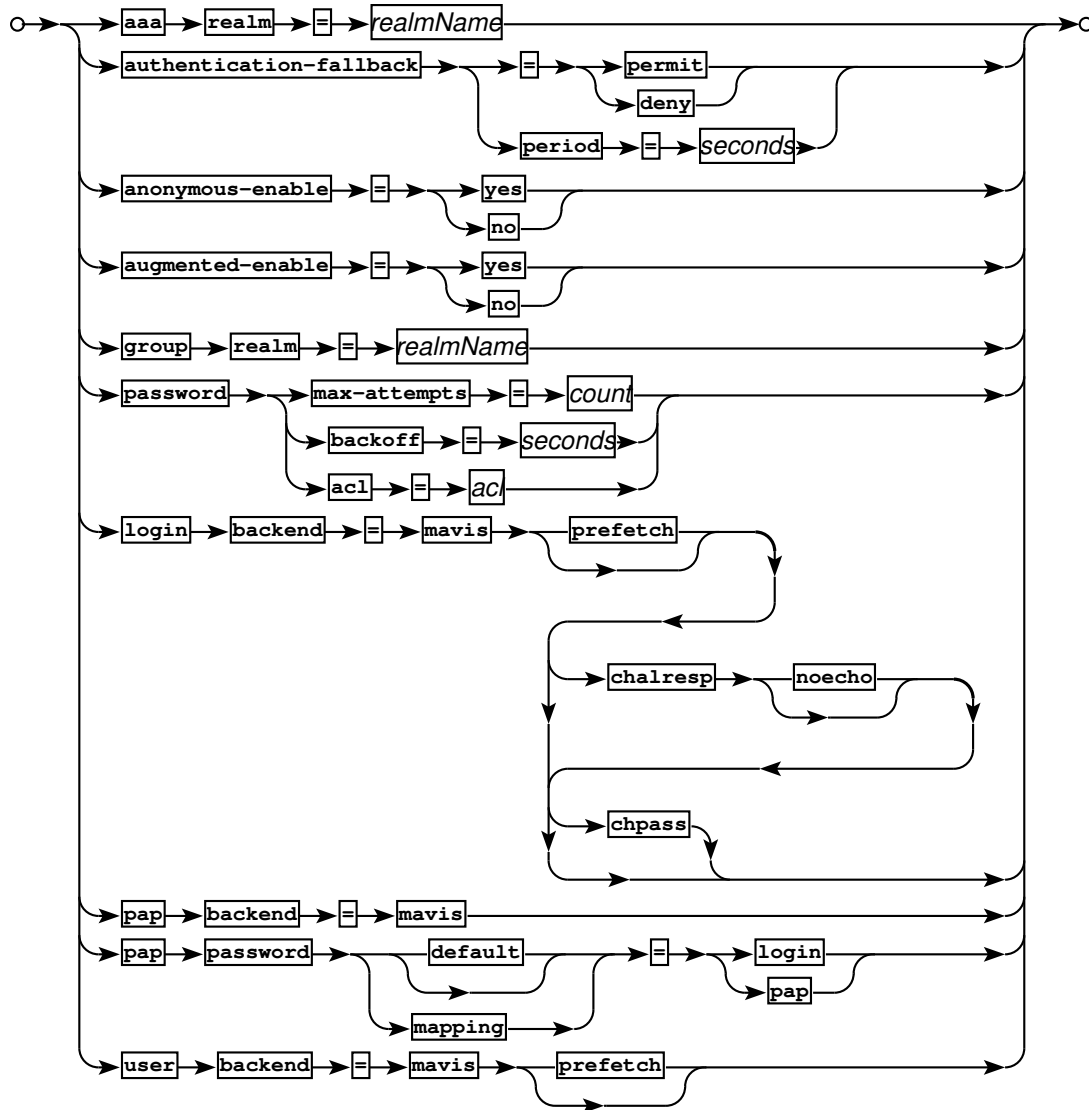 aaa realm = realmName
authentication-fallback = permit
deny
period = seconds
anonymous-enable = yes
no
augmented-enable = yes
no
group realm = realmName
password max-attempts = count
backoff = seconds
acl = acl
login backend = mavis prefetch
chalresp noecho
chpass
pap backend = mavis
pap password default = login
pap
mapping
user backend = mavis prefetch